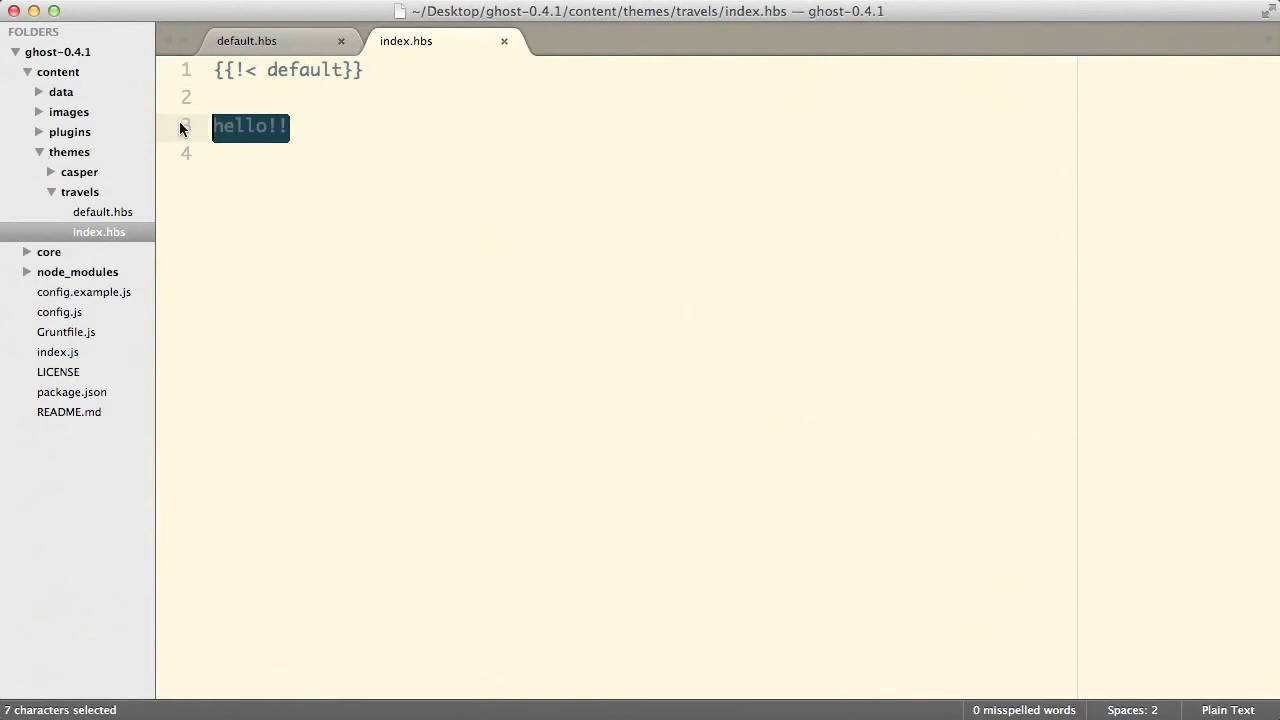 ~/Desktop/ghost-0.4.1/content/themes/travels/index.hbs — ghost-0.4.1
FOLDERS
ghost-0.4.1
content
data
images
plugins
themes
casper
travels
default.hbs
index.hbs
core
node_modules
config.example.js
config.js
Gruntfile.js
index.js
LICENSE
package.json
README.md
default.hbs ×
index.hbs ×
1 {{!< default}}
2
3 hello!!
4
7 characters selected
0 misspelled words
Spaces: 2
Plain Text